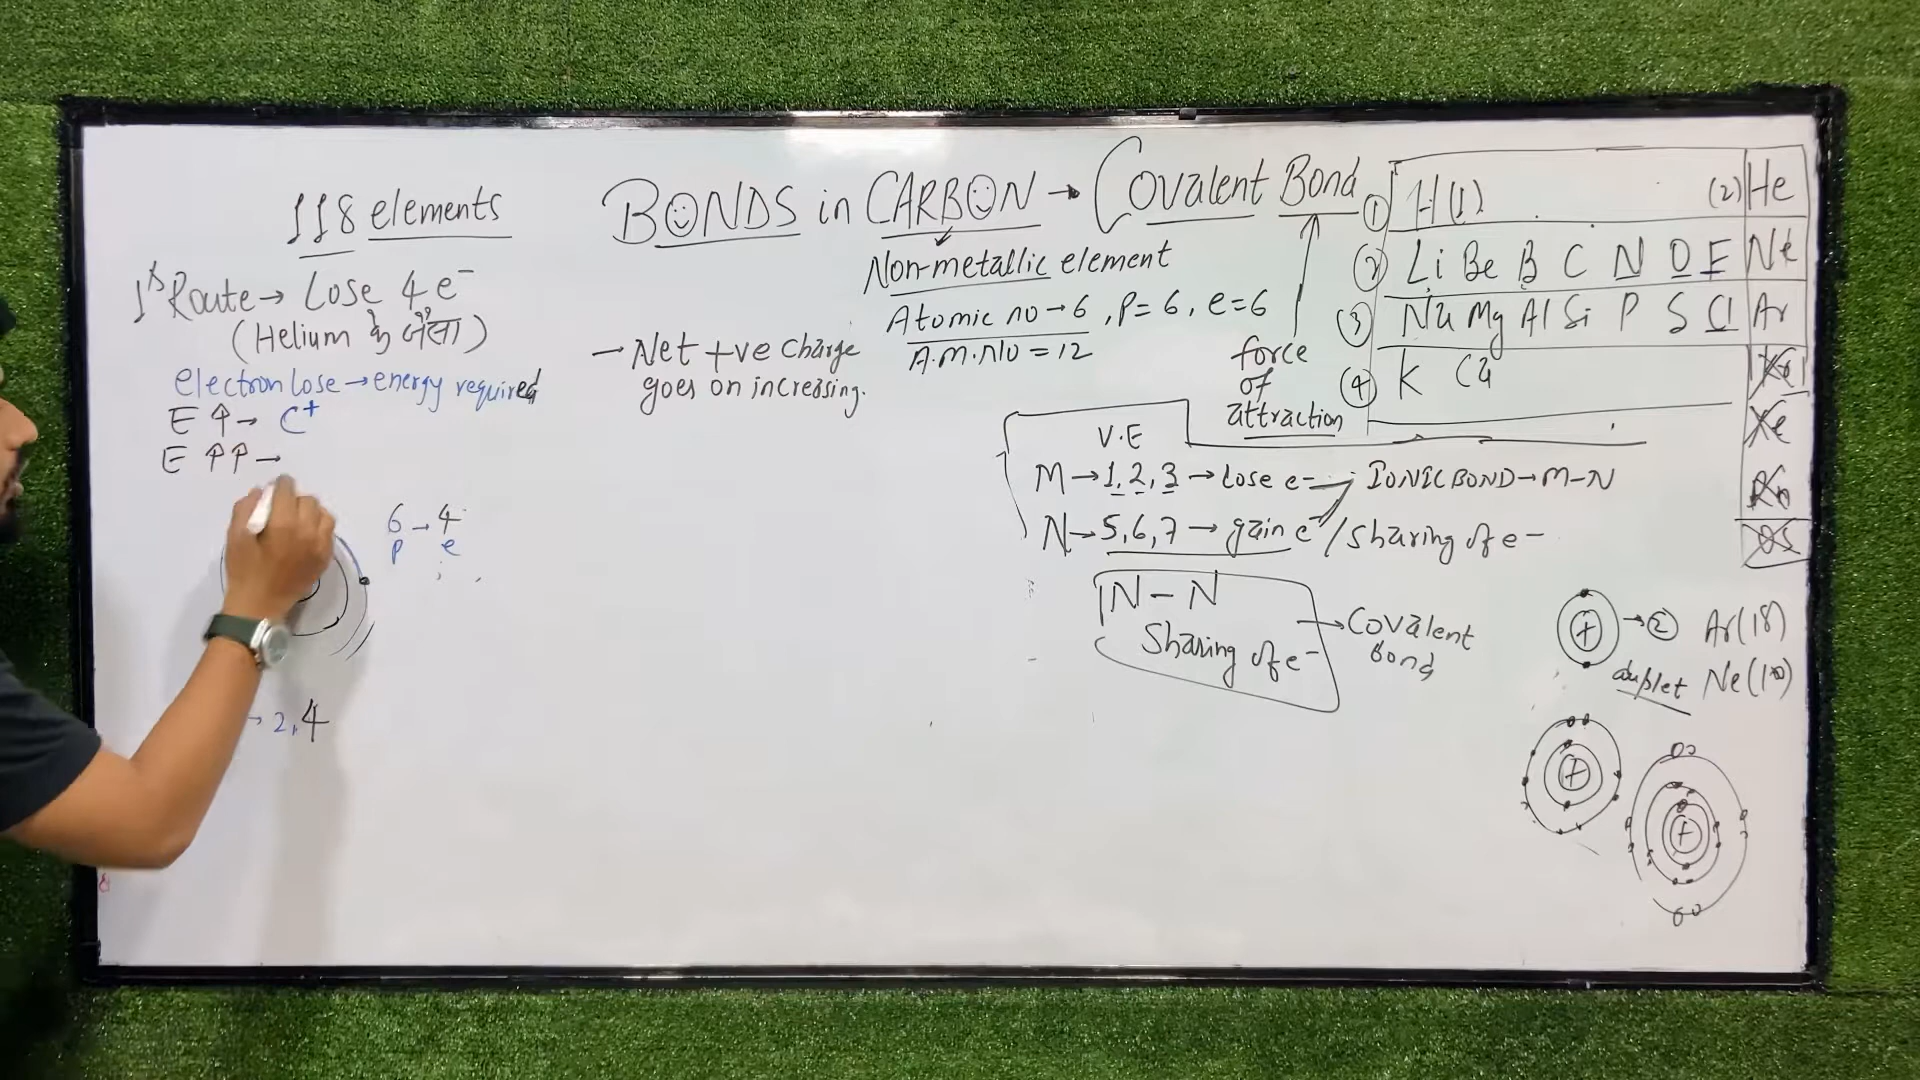 118 elements
BONDS in CARBON → Covalent Bond
1st Route → Lose 4e⁻
(Helium के जैसा)
electron lose → energy required
E ↑ → C⁺
E ↑↑ →
6 → 4
p e
→ 2, 4
→ Net +ve charge
goes on increasing.
Non-metallic element
Atomic no → 6, P = 6, e = 6
A.M.No = 12
force
of
attraction
V.E
M → 1, 2, 3 → Lose e- → IONIC BOND → M-N
N → 5, 6, 7 → gain e⁻ / Sharing of e-
N - N
Sharing of e⁻ → Covalent
Bond
① H(1) (2) He
② Li Be B C N O F Ne
③ Na Mg Al Si P S Cl Ar
④ K Ca Kr
Xe
Rn
Os
+ → ② Ar(18)
duplet Ne(10)
+
+